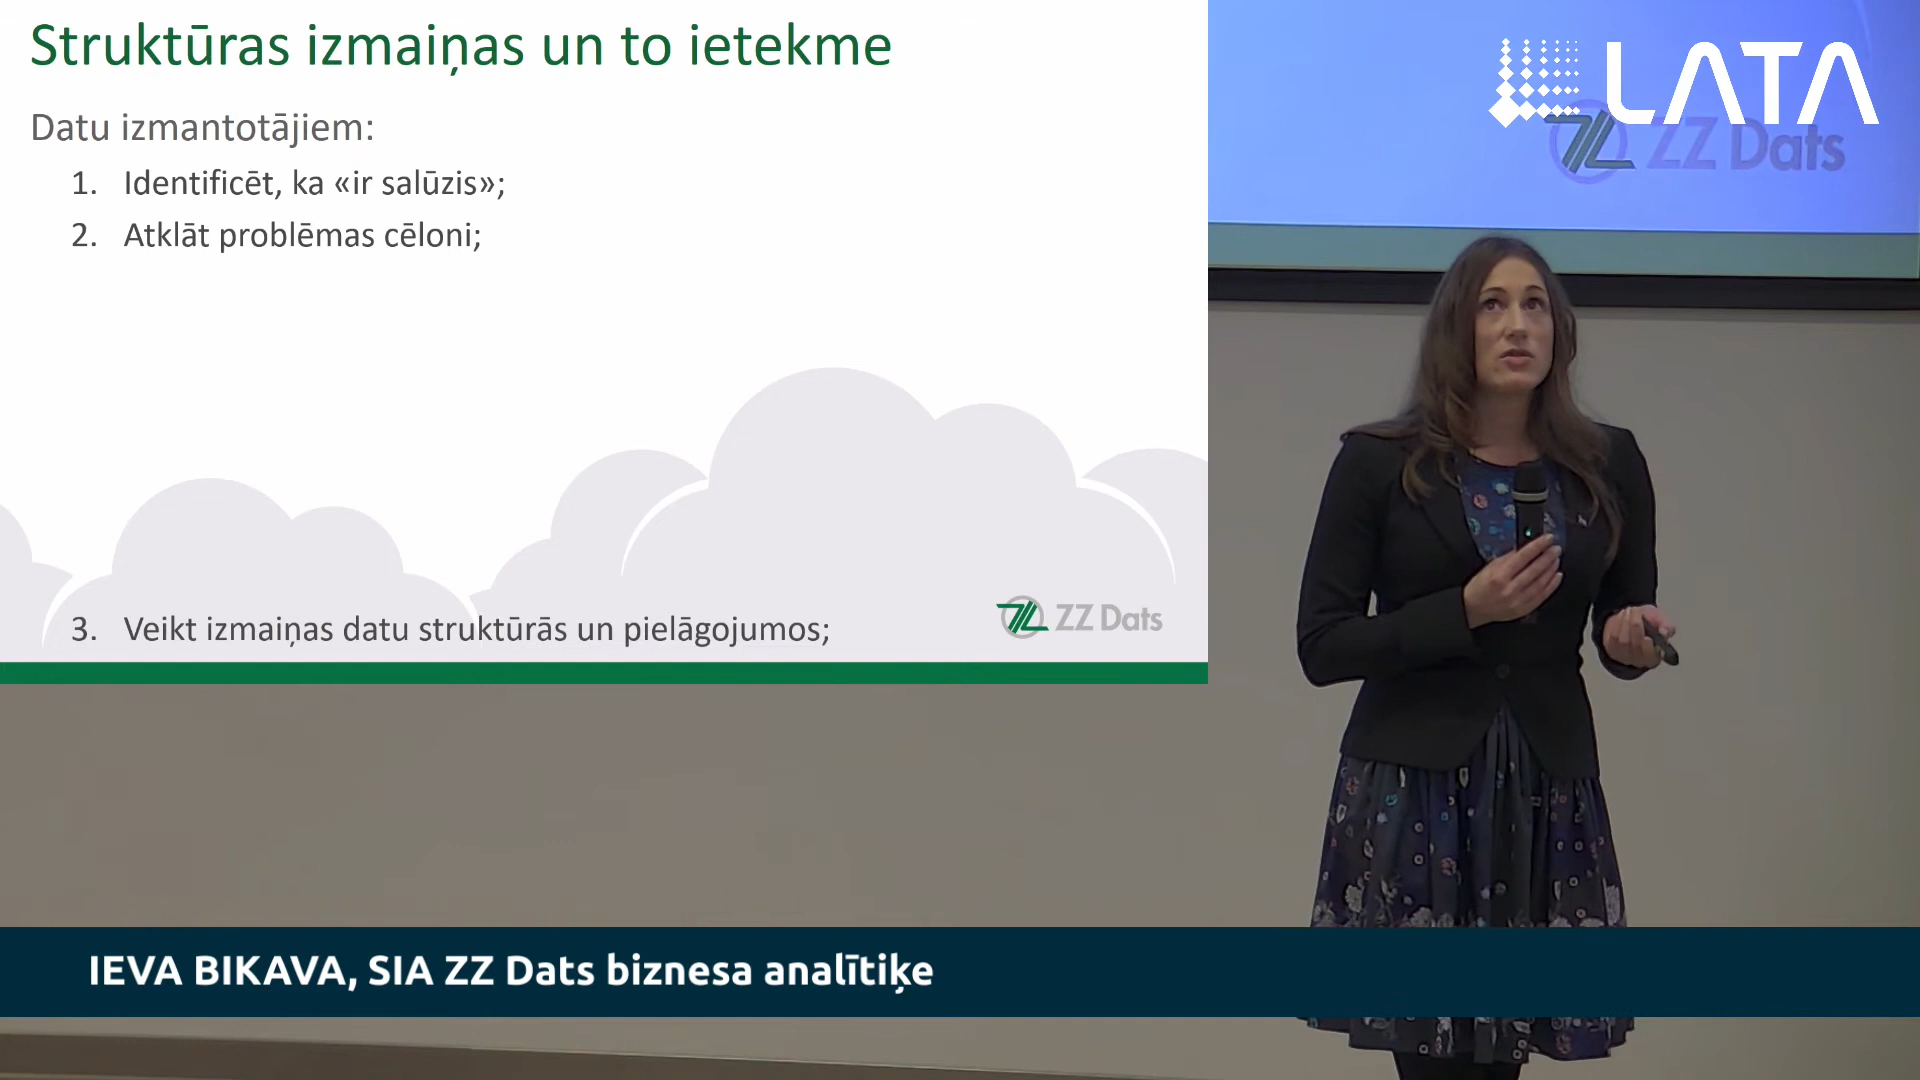 Struktūras izmaiņas un to ietekme
Datu izmantotājiem:
1. Identificēt, ka «ir salūzis»;
2. Atklāt problēmas cēloni;
3. Veikt izmaiņas datu struktūrās un pielāgojumos;
ZZ Dats
LATA
ZZ Dats
IEVA BIKAVA, SIA ZZ Dats biznesa analītiķe